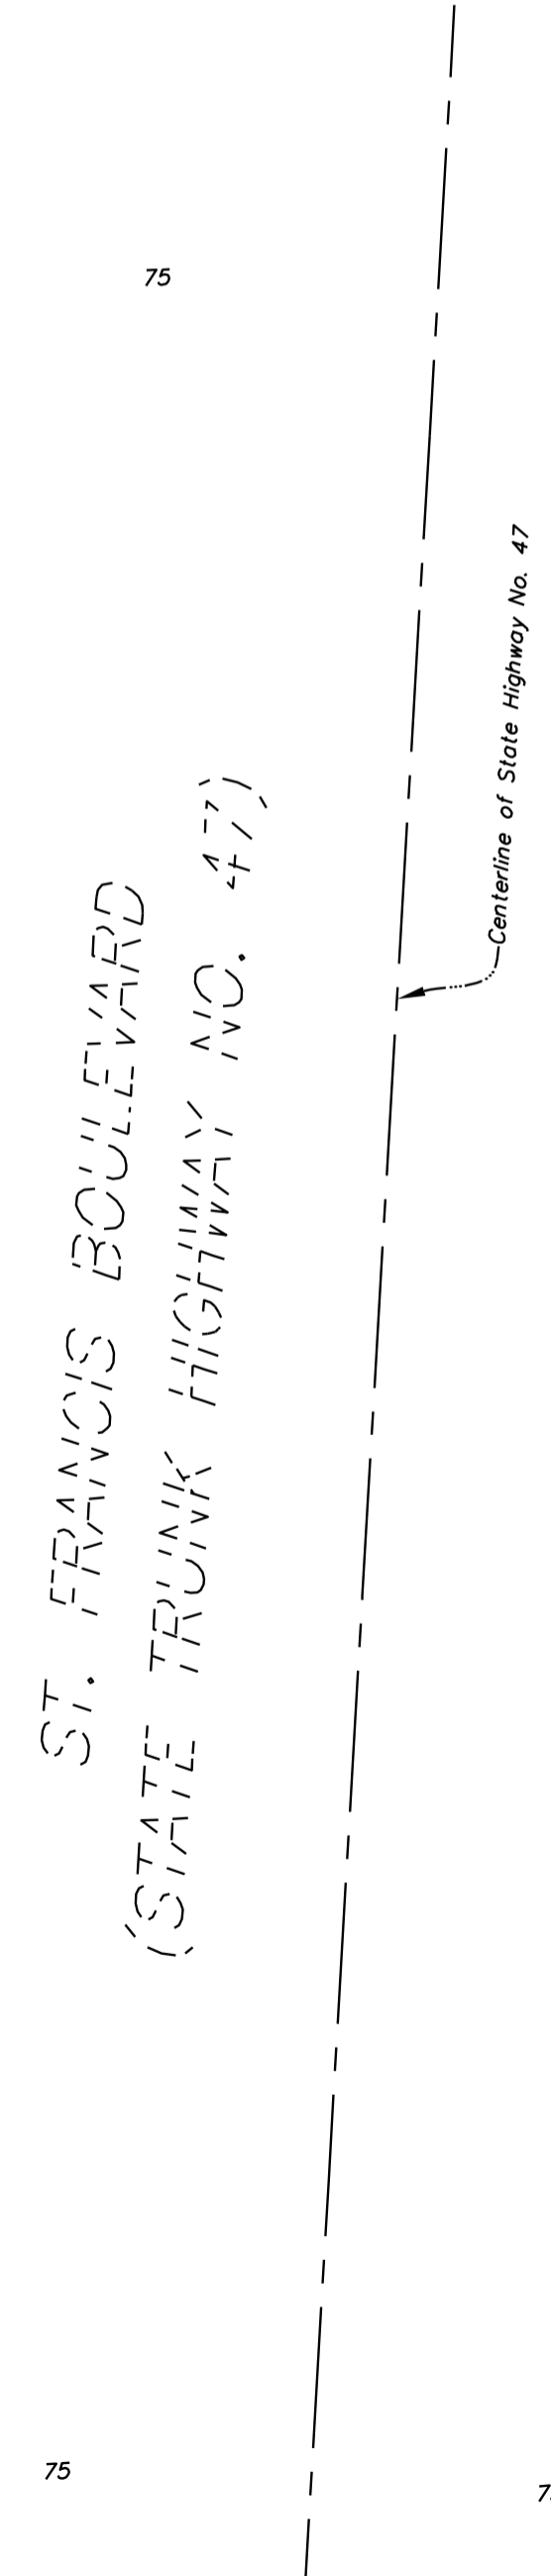 75
Centerline of State Highway No. 47
ST. FRANCIS BOULEVARD
(STATE TRUNK HIGHWAY NO. 47)
75